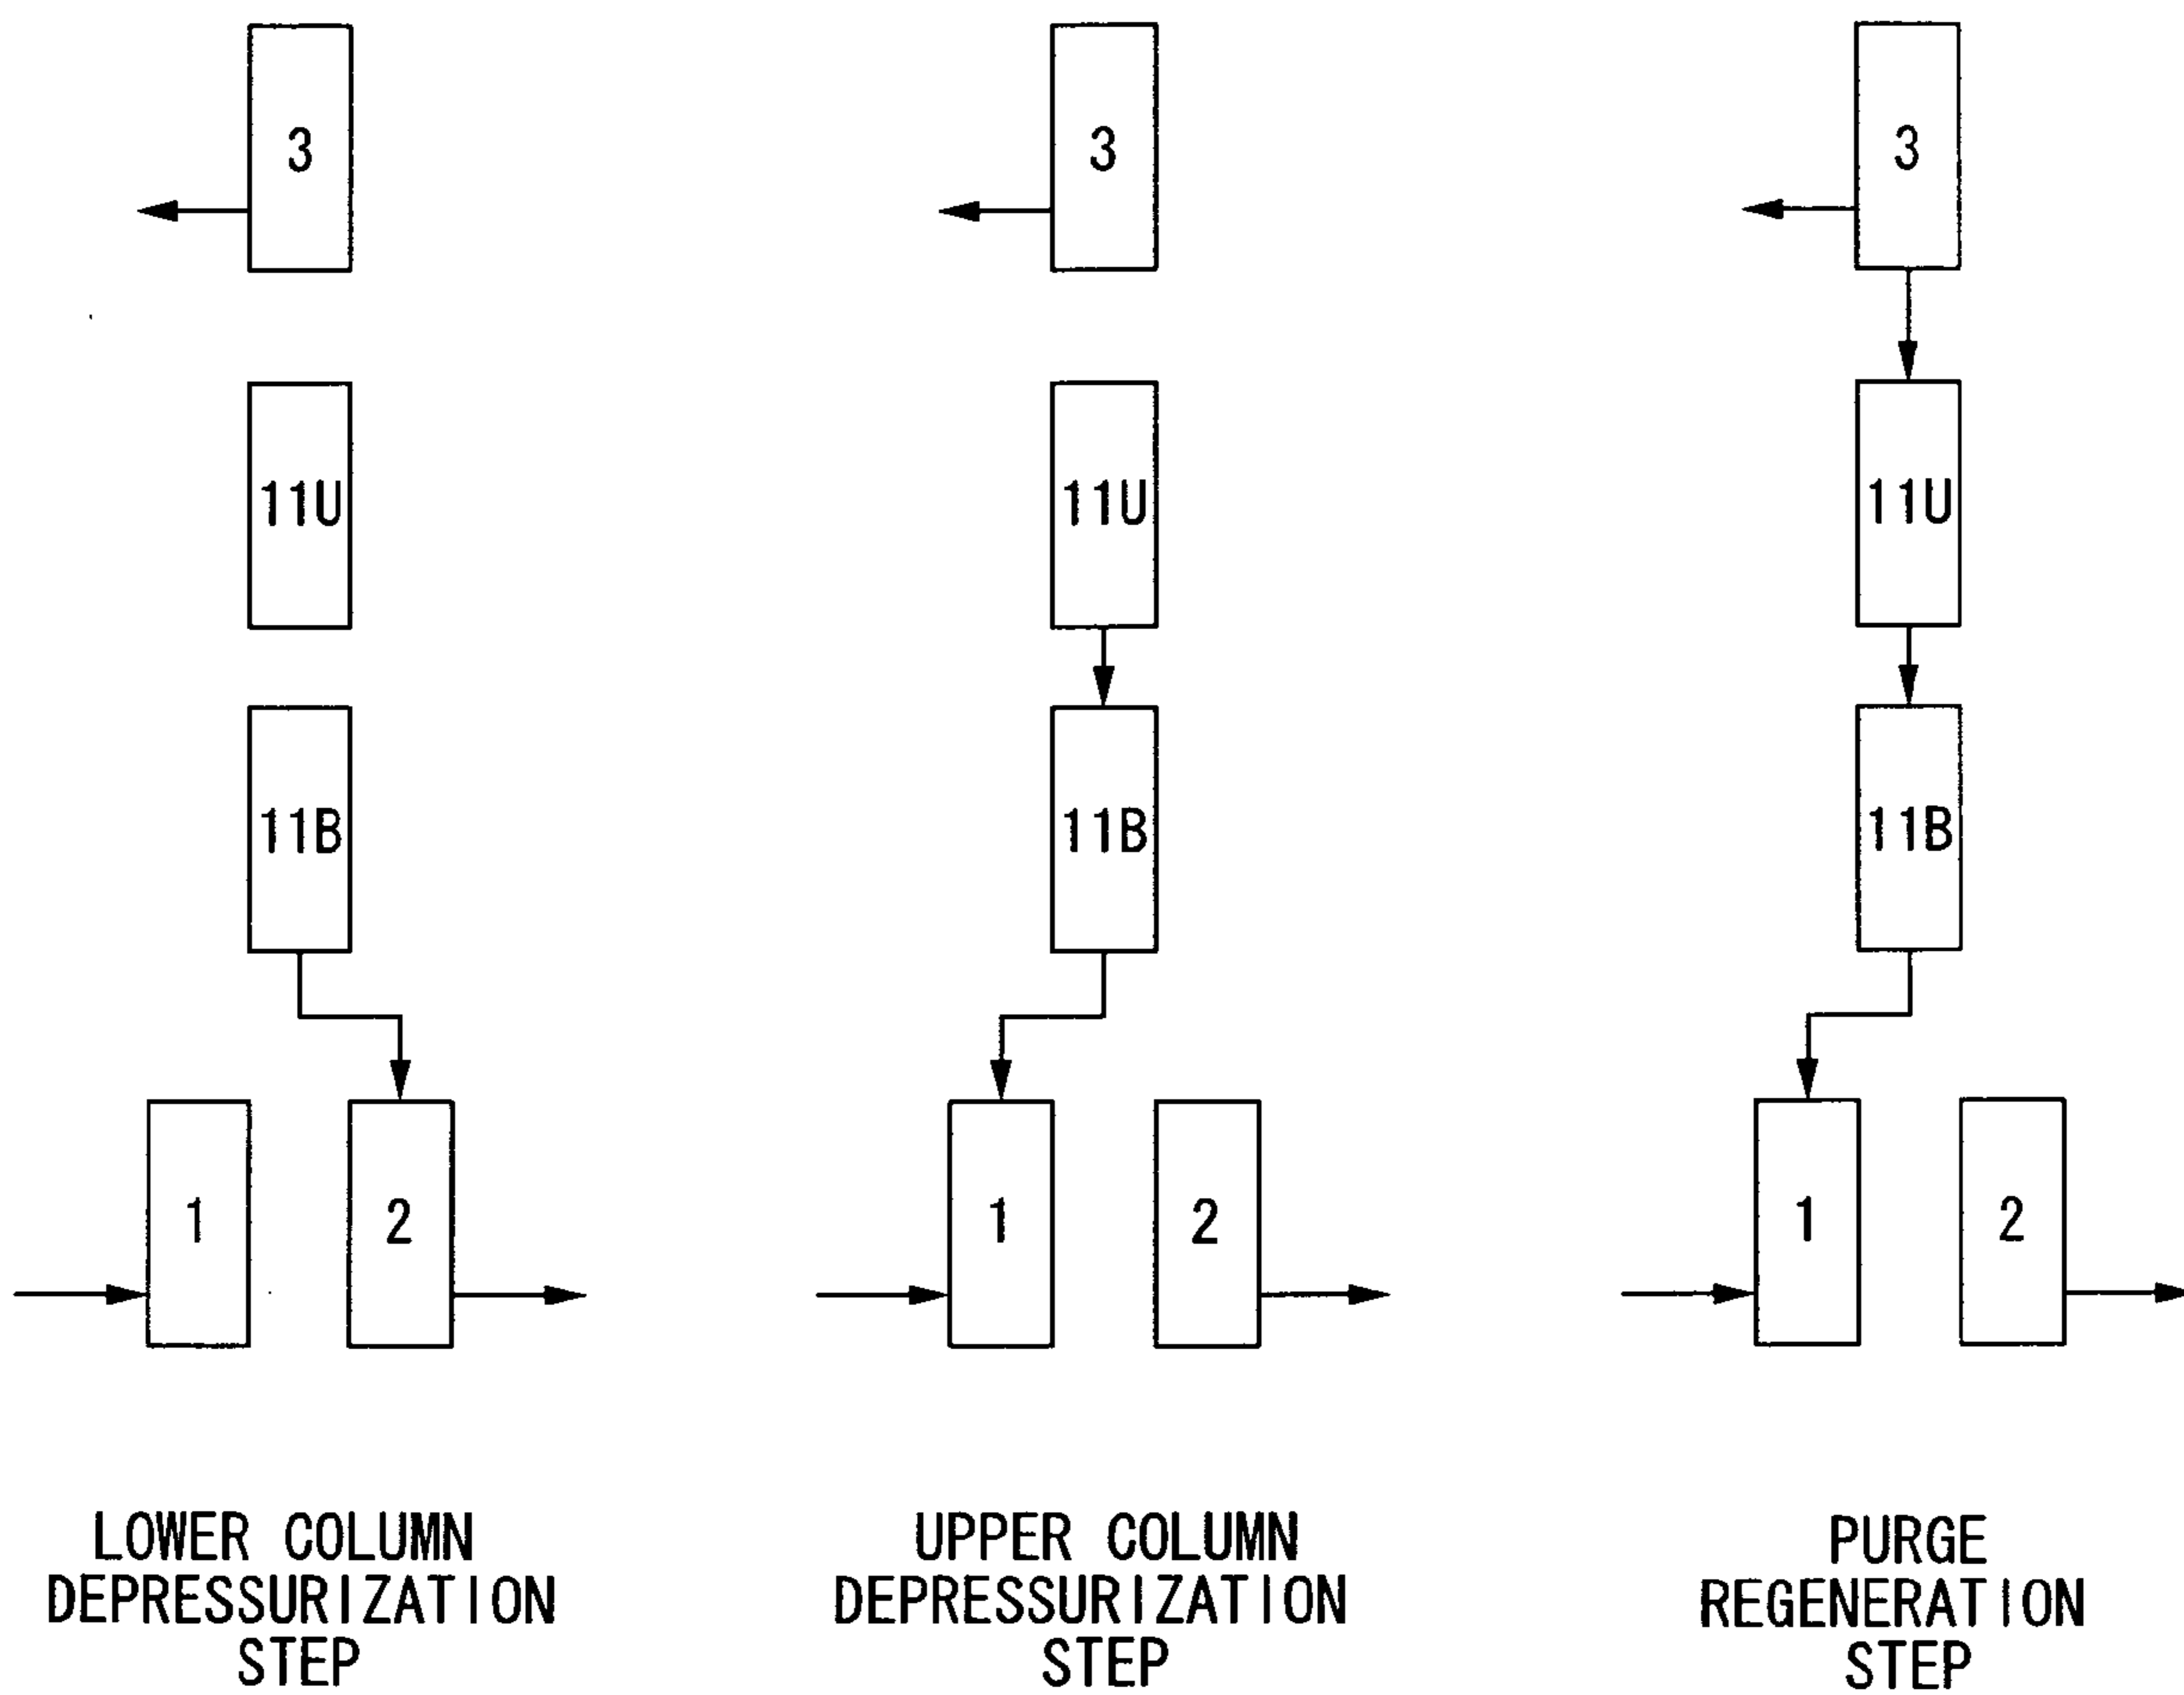 3
3
3
11U
11U
11U
11B
11B
11B
1
2
1
2
1
2
LOWER COLUMN
DEPRESSURIZATION
STEP
UPPER COLUMN
DEPRESSURIZATION
STEP
PURGE
REGENERATION
STEP